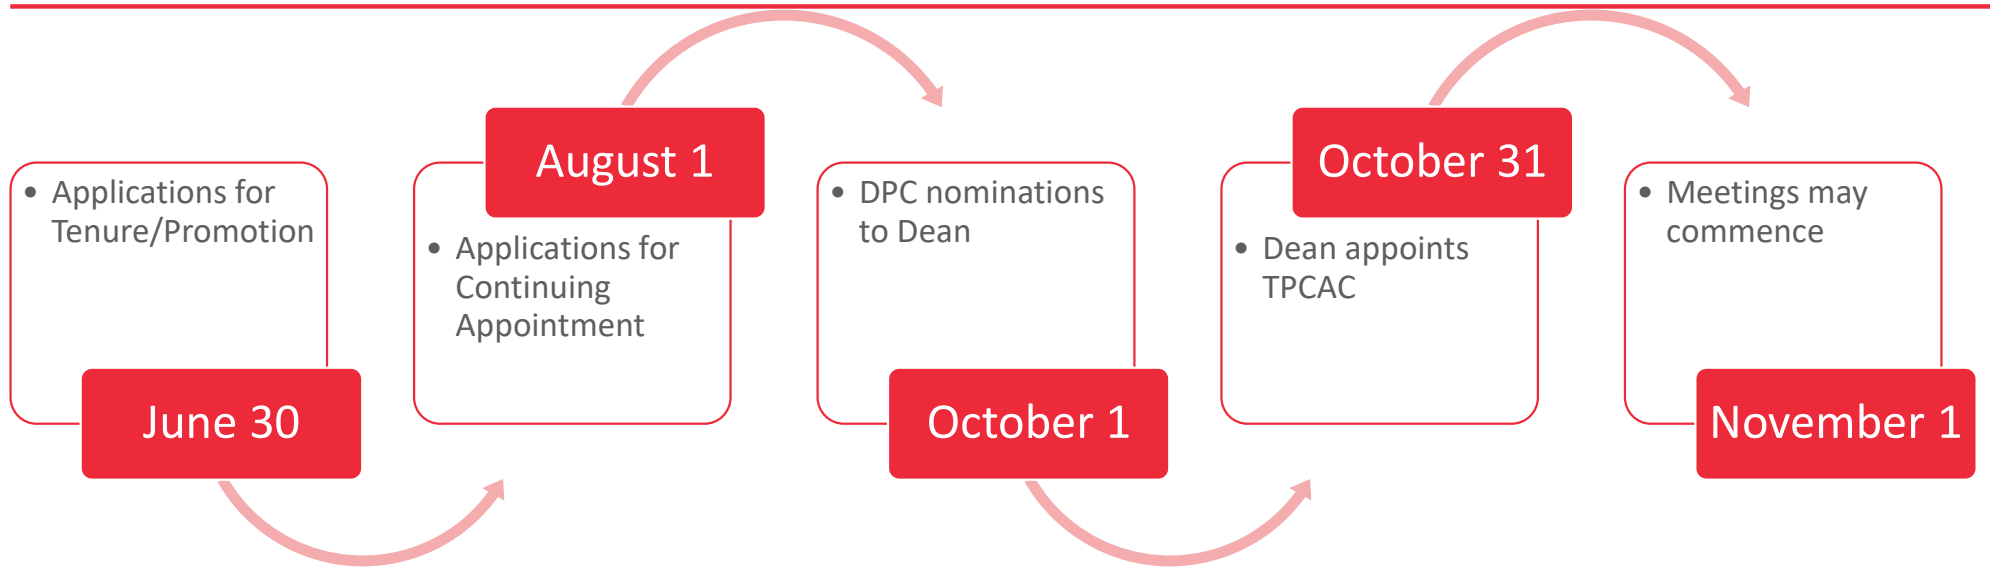 • Applications for
Tenure/Promotion
June 30
August 1
• Applications for
Continuing
Appointment
• DPC nominations
to Dean
October 1
October 31
• Dean appoints
TPCAC
• Meetings may
commence
November 1